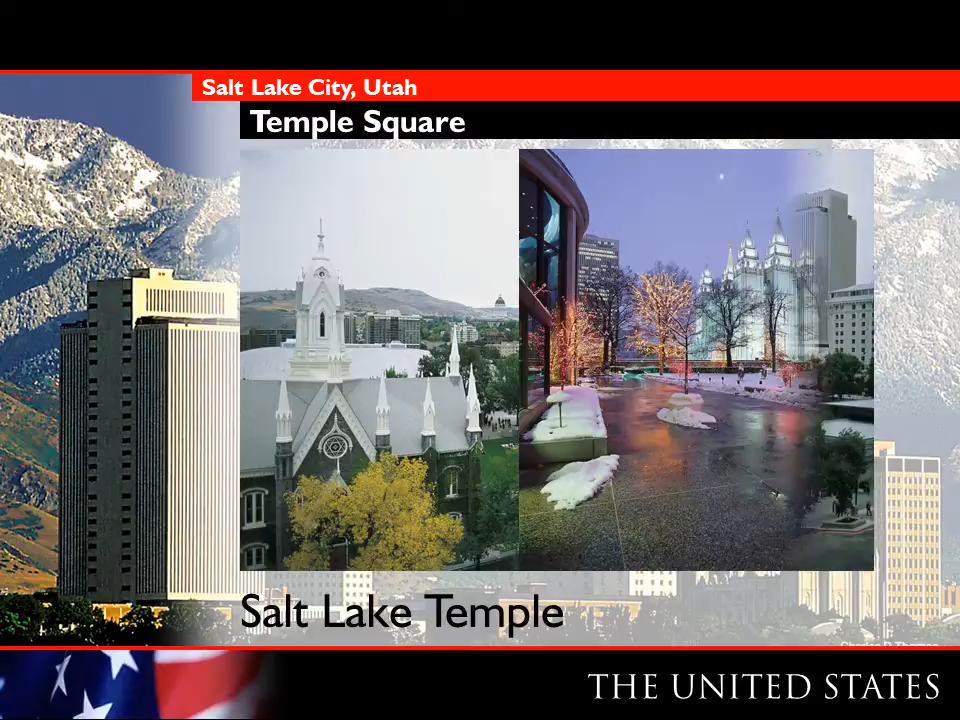 Salt Lake City, Utah
Temple Square
Salt Lake Temple
THE UNITED STATES